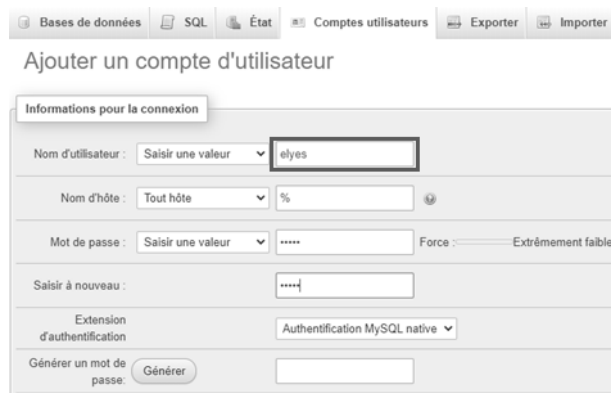 Bases de données SQL État Comptes utilisateurs Exporter Importer
Ajouter un compte d'utilisateur
Informations pour la connexion
Nom d'utilisateur : Saisir une valeur elyes
Nom d'hôte : Tout hôte %
Mot de passe : Saisir une valeur ••••• Force : Extrêmement faible
Saisir à nouveau : •••••
Extension
d'authentification Authentification MySQL native
Générer un mot de
passe: Générer